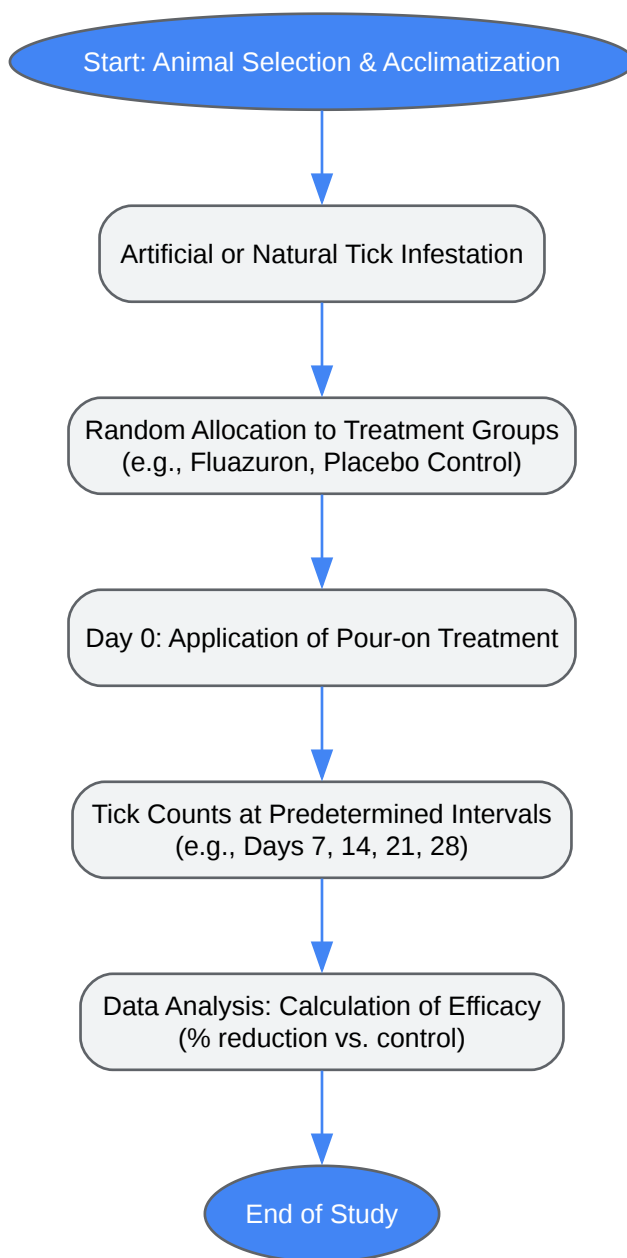 Start: Animal Selection & Acclimatization
Artificial or Natural Tick Infestation
Random Allocation to Treatment Groups
(e.g., Fluazuron, Placebo Control)
Day 0: Application of Pour-on Treatment
Tick Counts at Predetermined Intervals
(e.g., Days 7, 14, 21, 28)
Data Analysis: Calculation of Efficacy
(% reduction vs. control)
End of Study